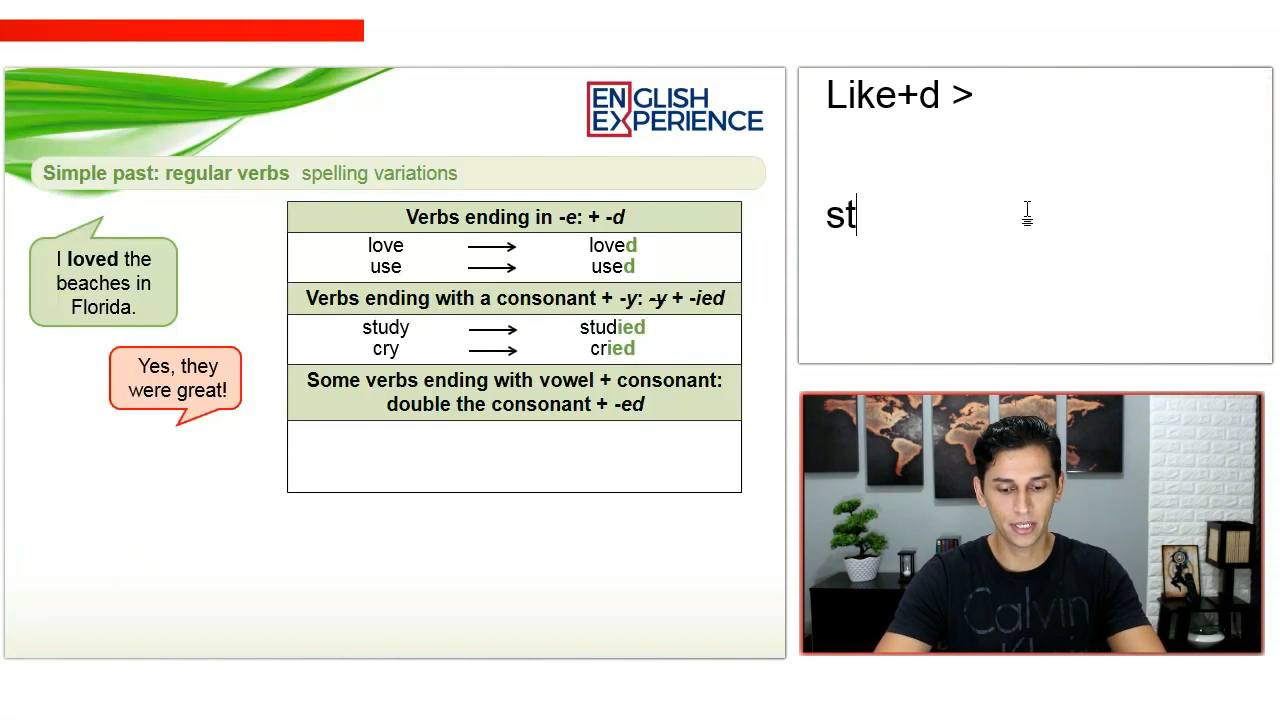 ENGLISH
EXPERIENCE
Simple past: regular verbs spelling variations
I loved the
beaches in
Florida.
Yes, they
were great!
Verbs ending in -e: + -d
love → loved
use → used
Verbs ending with a consonant + -y: -y + -ied
study → studied
cry → cried
Some verbs ending with vowel + consonant:
double the consonant + -ed
Like+d >
st
Calvin
Klein